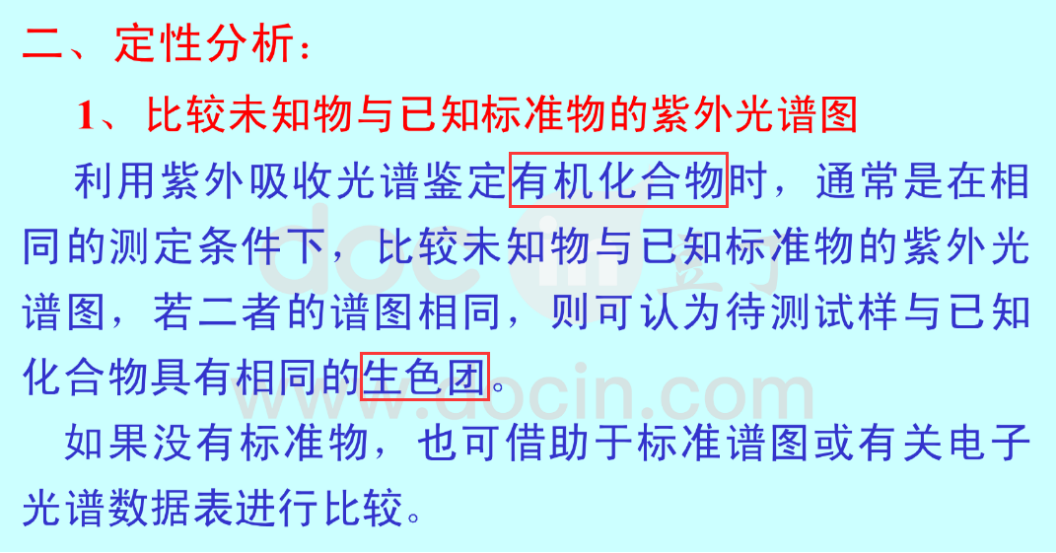 二、定性分析：
1、比较未知物与已知标准物的紫外光谱图
利用紫外吸收光谱鉴定有机化合物时，通常是在相
同的测定条件下，比较未知物与已知标准物的紫外光
谱图，若二者的谱图相同，则可认为待测试样与已知
化合物具有相同的生色团。
如果没有标准物，也可借助于标准谱图或有关电子
光谱数据表进行比较。
doc in 豆丁
www.docin.com